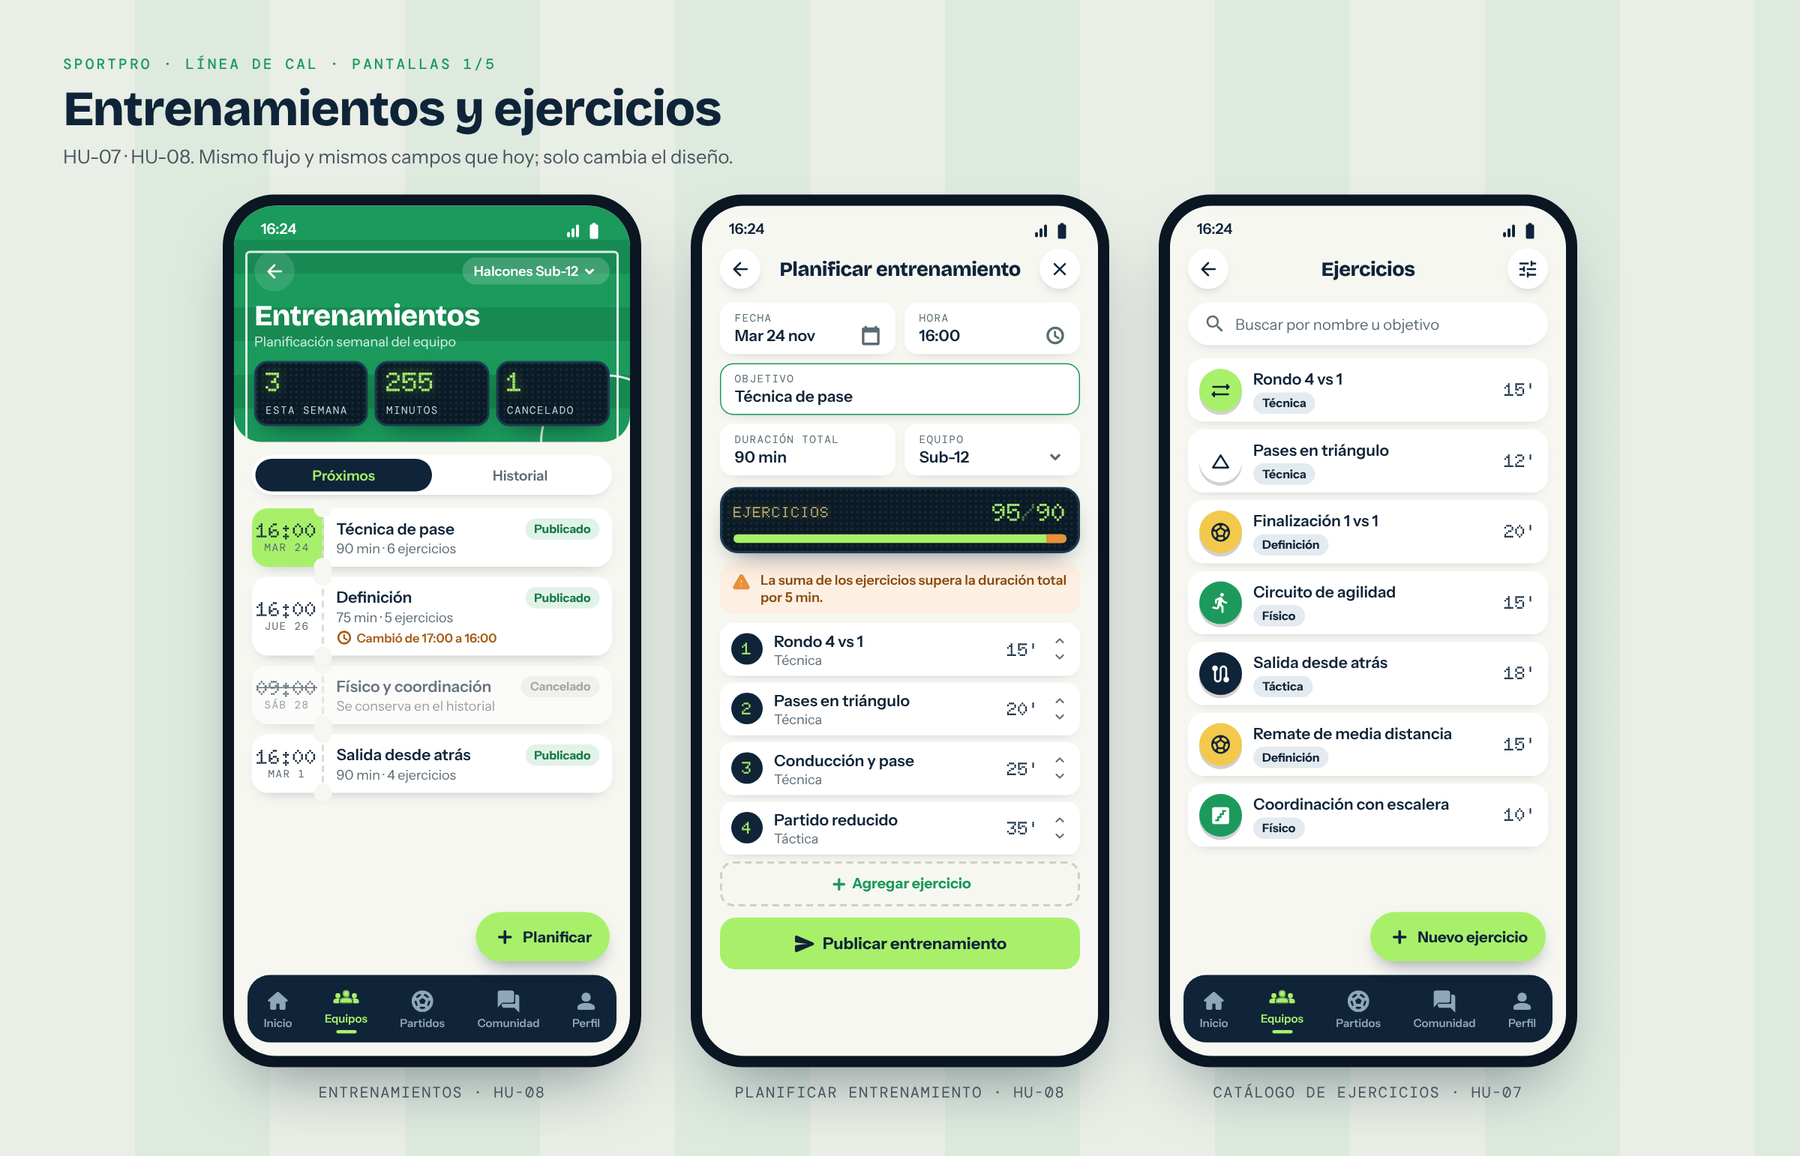 SPORTPRO · LÍNEA DE CAL · PANTALLAS 1/5
Entrenamientos y ejercicios
HU-07 · HU-08. Mismo flujo y mismos campos que hoy; solo cambia el diseño.
16:24
Halcones Sub-12
Entrenamientos
Planificación semanal del equipo
3
ESTA SEMANA
255
MINUTOS
1
CANCELADO
Próximos
Historial
16:00
MAR 24
Técnica de pase
90 min · 6 ejercicios
Publicado
16:00
JUE 26
Definición
75 min · 5 ejercicios
Cambió de 17:00 a 16:00
Publicado
09:00
SÁB 28
Físico y coordinación
Se conserva en el historial
Cancelado
16:00
MAR 1
Salida desde atrás
90 min · 4 ejercicios
Publicado
+ Planificar
Inicio
Equipos
Partidos
Comunidad
Perfil
ENTRENAMIENTOS · HU-08
16:24
Planificar entrenamiento
FECHA
Mar 24 nov
HORA
16:00
OBJETIVO
Técnica de pase
DURACIÓN TOTAL
90 min
EQUIPO
Sub-12
EJERCICIOS
95/90
La suma de los ejercicios supera la duración total
por 5 min.
1
Rondo 4 vs 1
Técnica
15'
2
Pases en triángulo
Técnica
20'
3
Conducción y pase
Técnica
25'
4
Partido reducido
Táctica
35'
+ Agregar ejercicio
Publicar entrenamiento
PLANIFICAR ENTRENAMIENTO · HU-08
16:24
Ejercicios
Buscar por nombre u objetivo
Rondo 4 vs 1
Técnica
15'
Pases en triángulo
Técnica
12'
Finalización 1 vs 1
Definición
20'
Circuito de agilidad
Físico
15'
Salida desde atrás
Táctica
18'
Remate de media distancia
Definición
15'
Coordinación con escalera
Físico
10'
+ Nuevo ejercicio
Inicio
Equipos
Partidos
Comunidad
Perfil
CATÁLOGO DE EJERCICIOS · HU-07